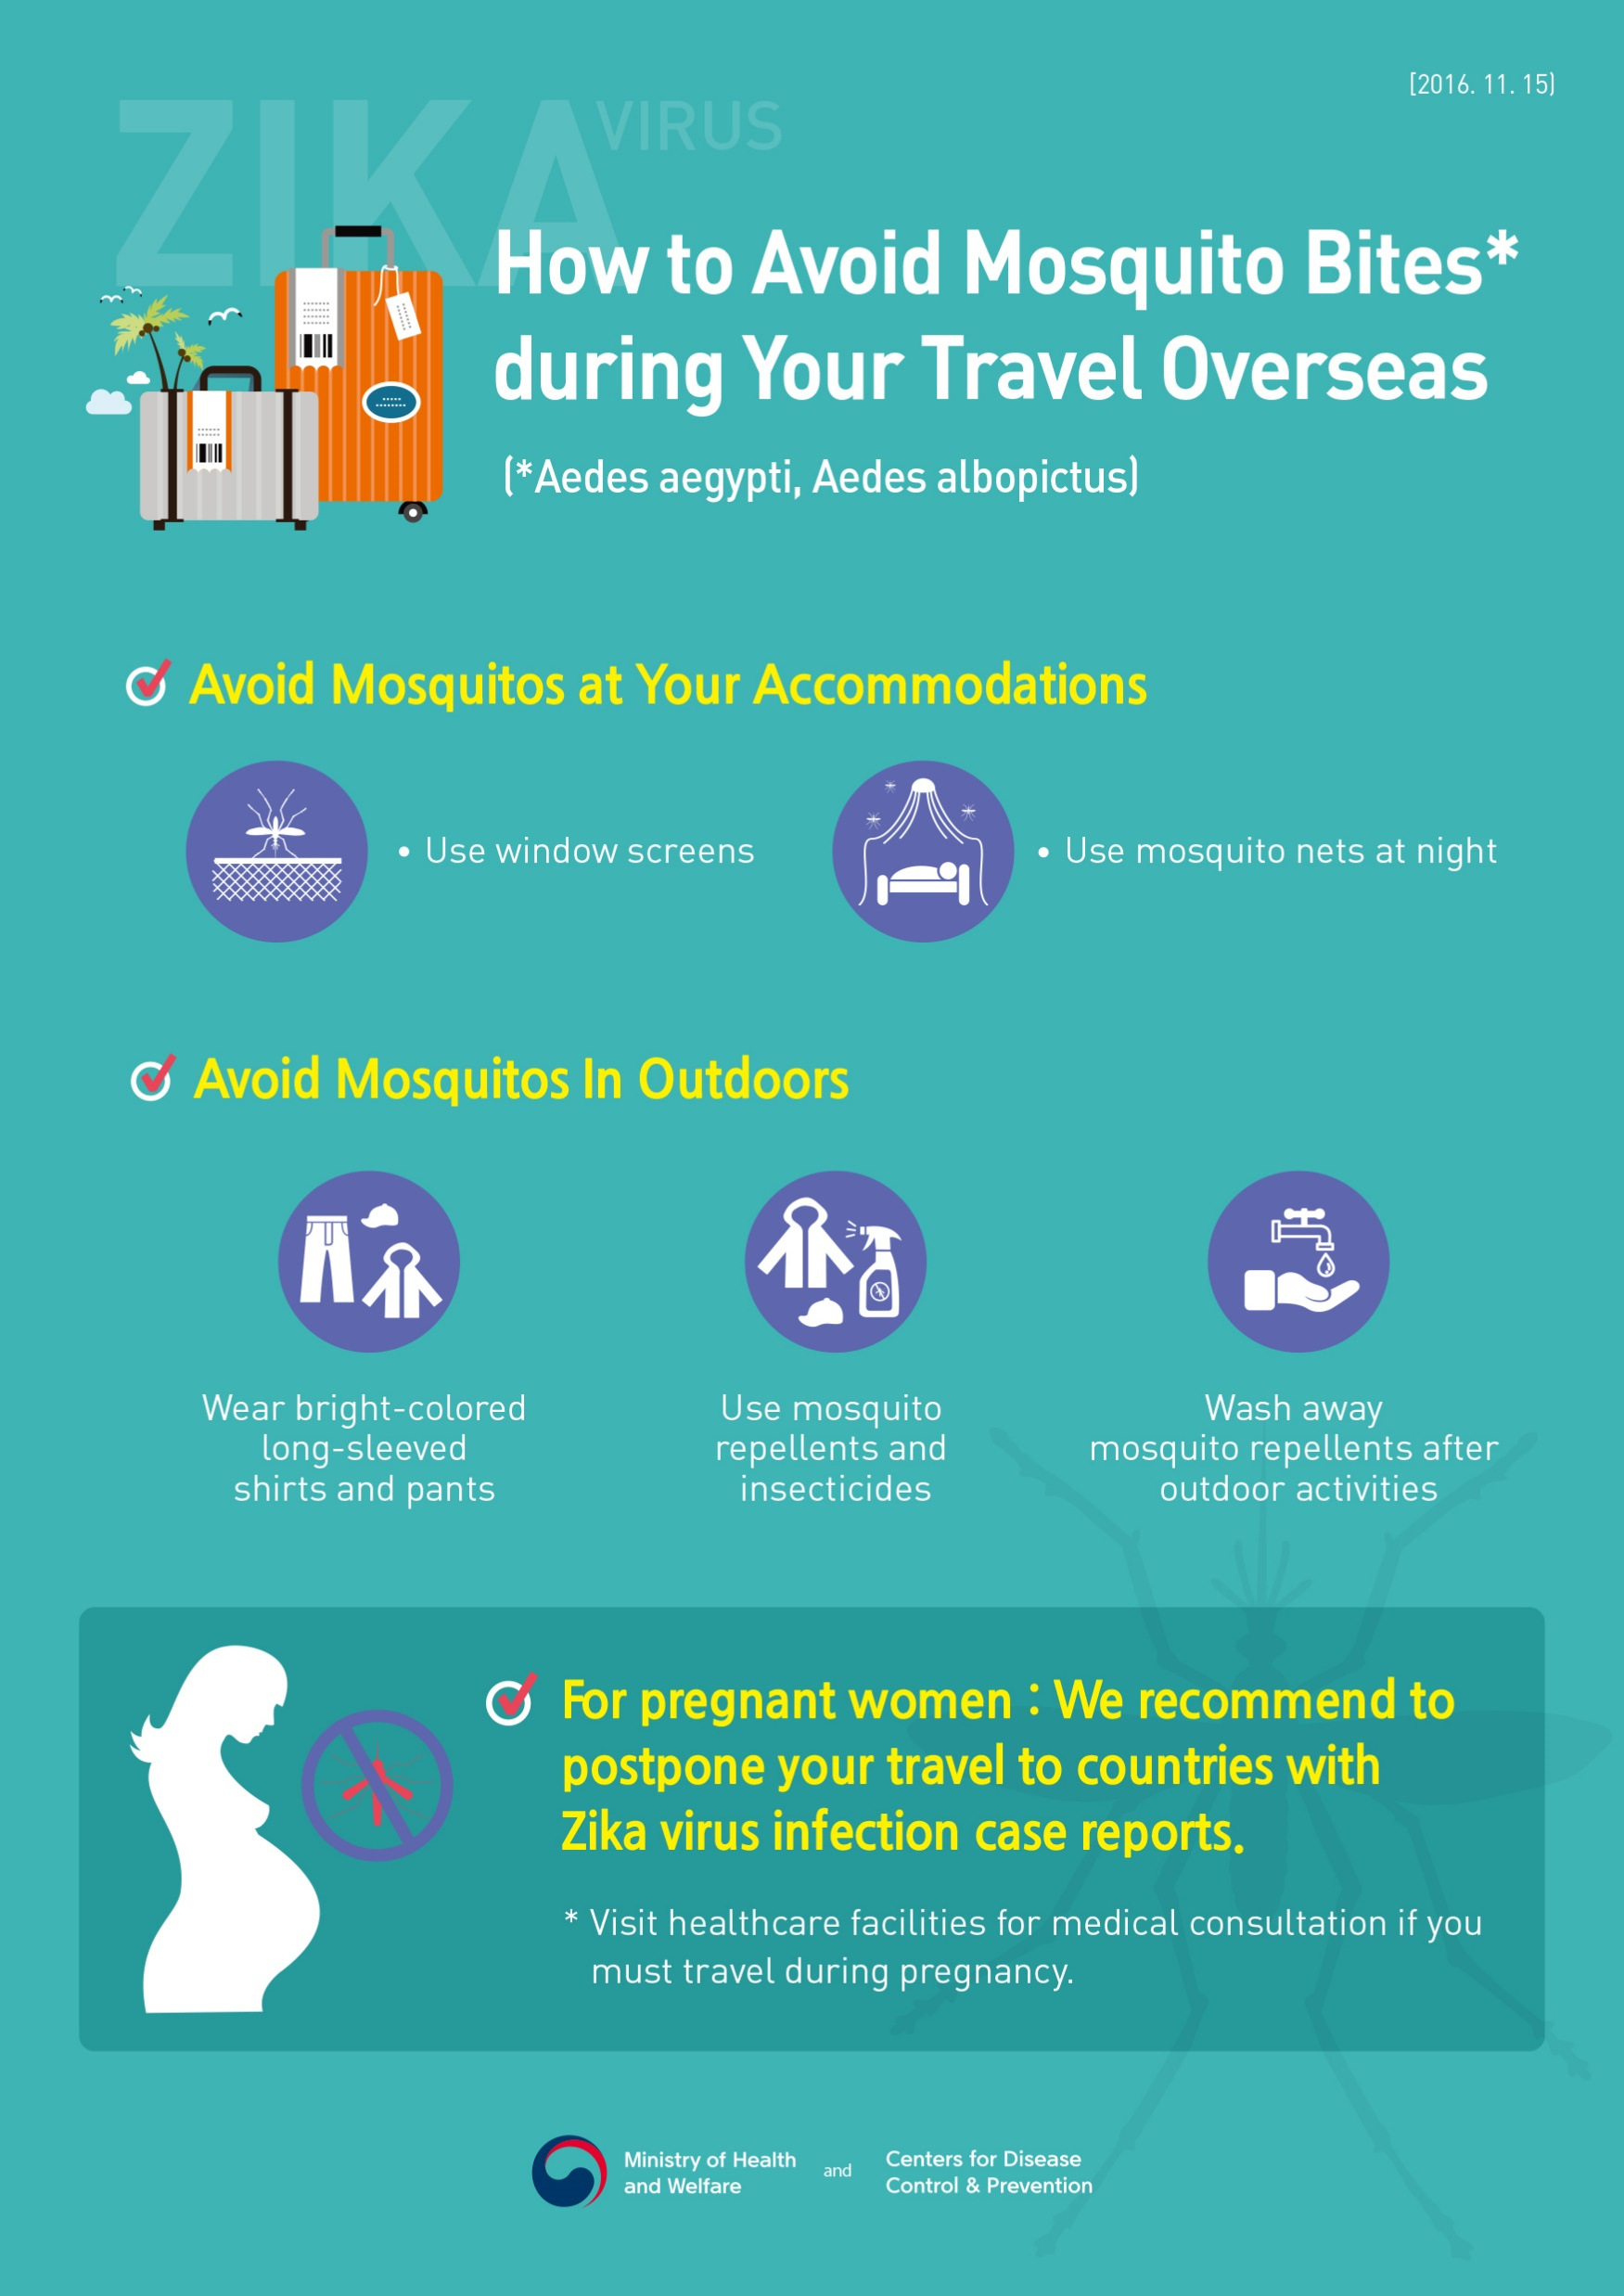 [2016. 11. 15]
ZIKA VIRUS
How to Avoid Mosquito Bites*
during Your Travel Overseas
(*Aedes aegypti, Aedes albopictus)
Avoid Mosquitos at Your Accommodations
• Use window screens
• Use mosquito nets at night
Avoid Mosquitos In Outdoors
Wear bright-colored
long-sleeved
shirts and pants
Use mosquito
repellents and
insecticides
Wash away
mosquito repellents after
outdoor activities
For pregnant women : We recommend to
postpone your travel to countries with
Zika virus infection case reports.
* Visit healthcare facilities for medical consultation if you
must travel during pregnancy.
Ministry of Health
and Welfare
and
Centers for Disease
Control & Prevention